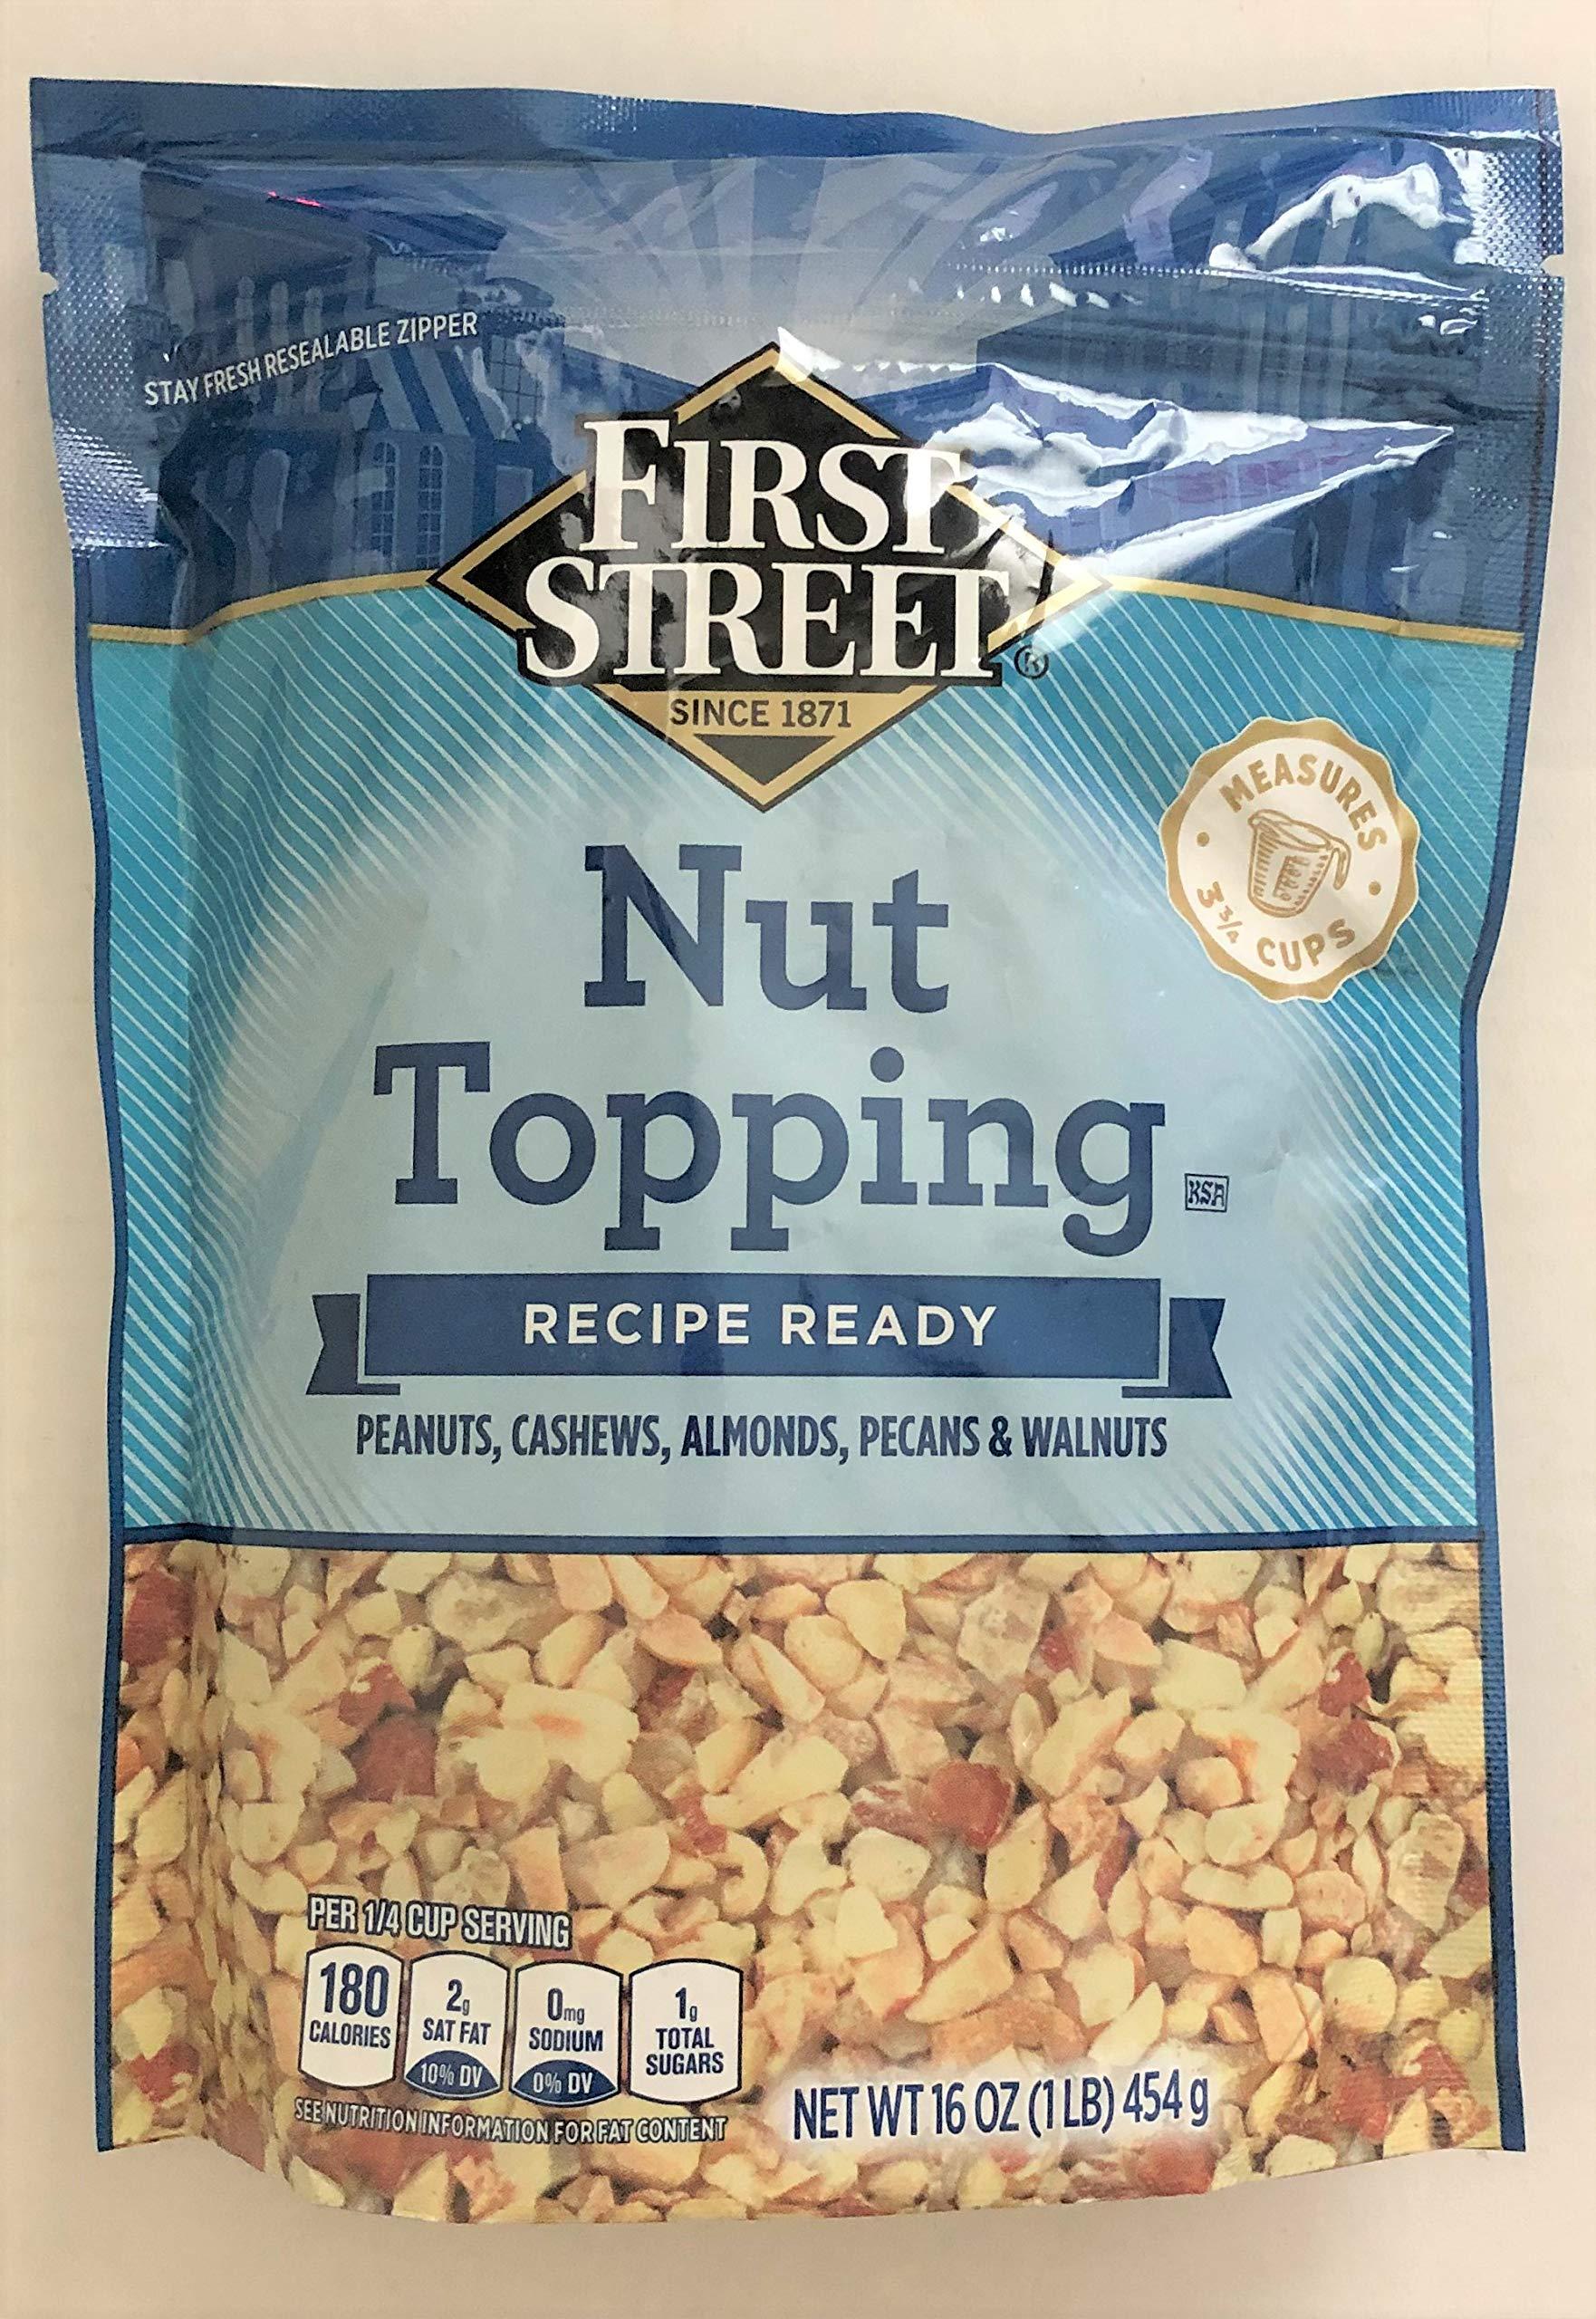 STAY FRESH RESEALABLE ZIPPER
FIRST
STREET®
SINCE 1871
MEASURES
3 3/4 CUPS
Nut
Topping
KSA
RECIPE READY
PEANUTS, CASHEWS, ALMONDS, PECANS & WALNUTS
PER 1/4 CUP SERVING
180
CALORIES
2g
SAT FAT
10% DV
0mg
SODIUM
0% DV
1g
TOTAL
SUGARS
SEE NUTRITION INFORMATION FOR FAT CONTENT
NET WT 16 OZ (1 LB) 454 g